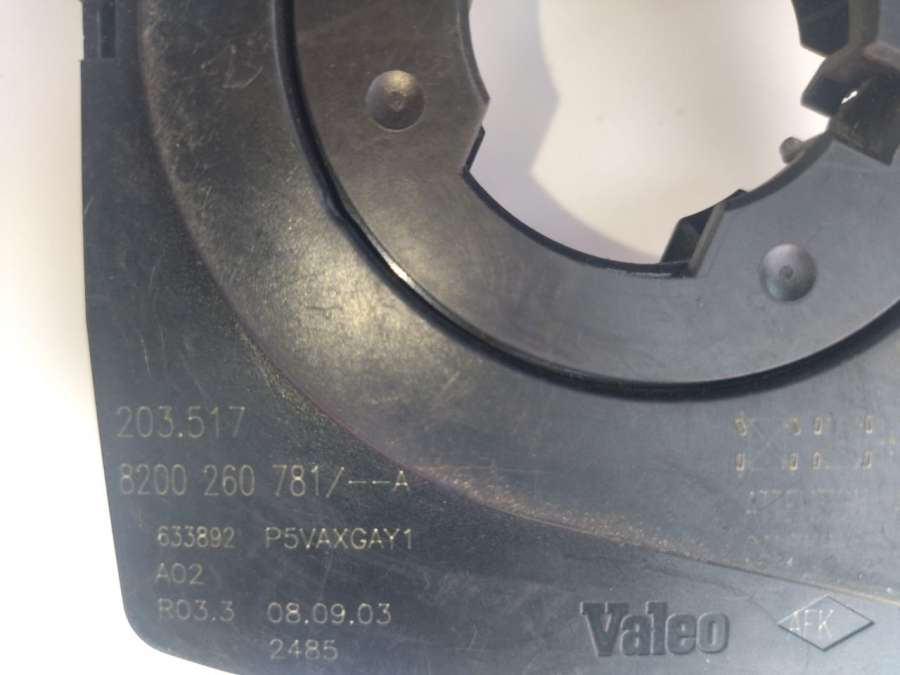 203.517
8200 260 781/--A
633892 P5VAXGAY1
A02
R03.3 08.09.03
2485
Valeo
AFK